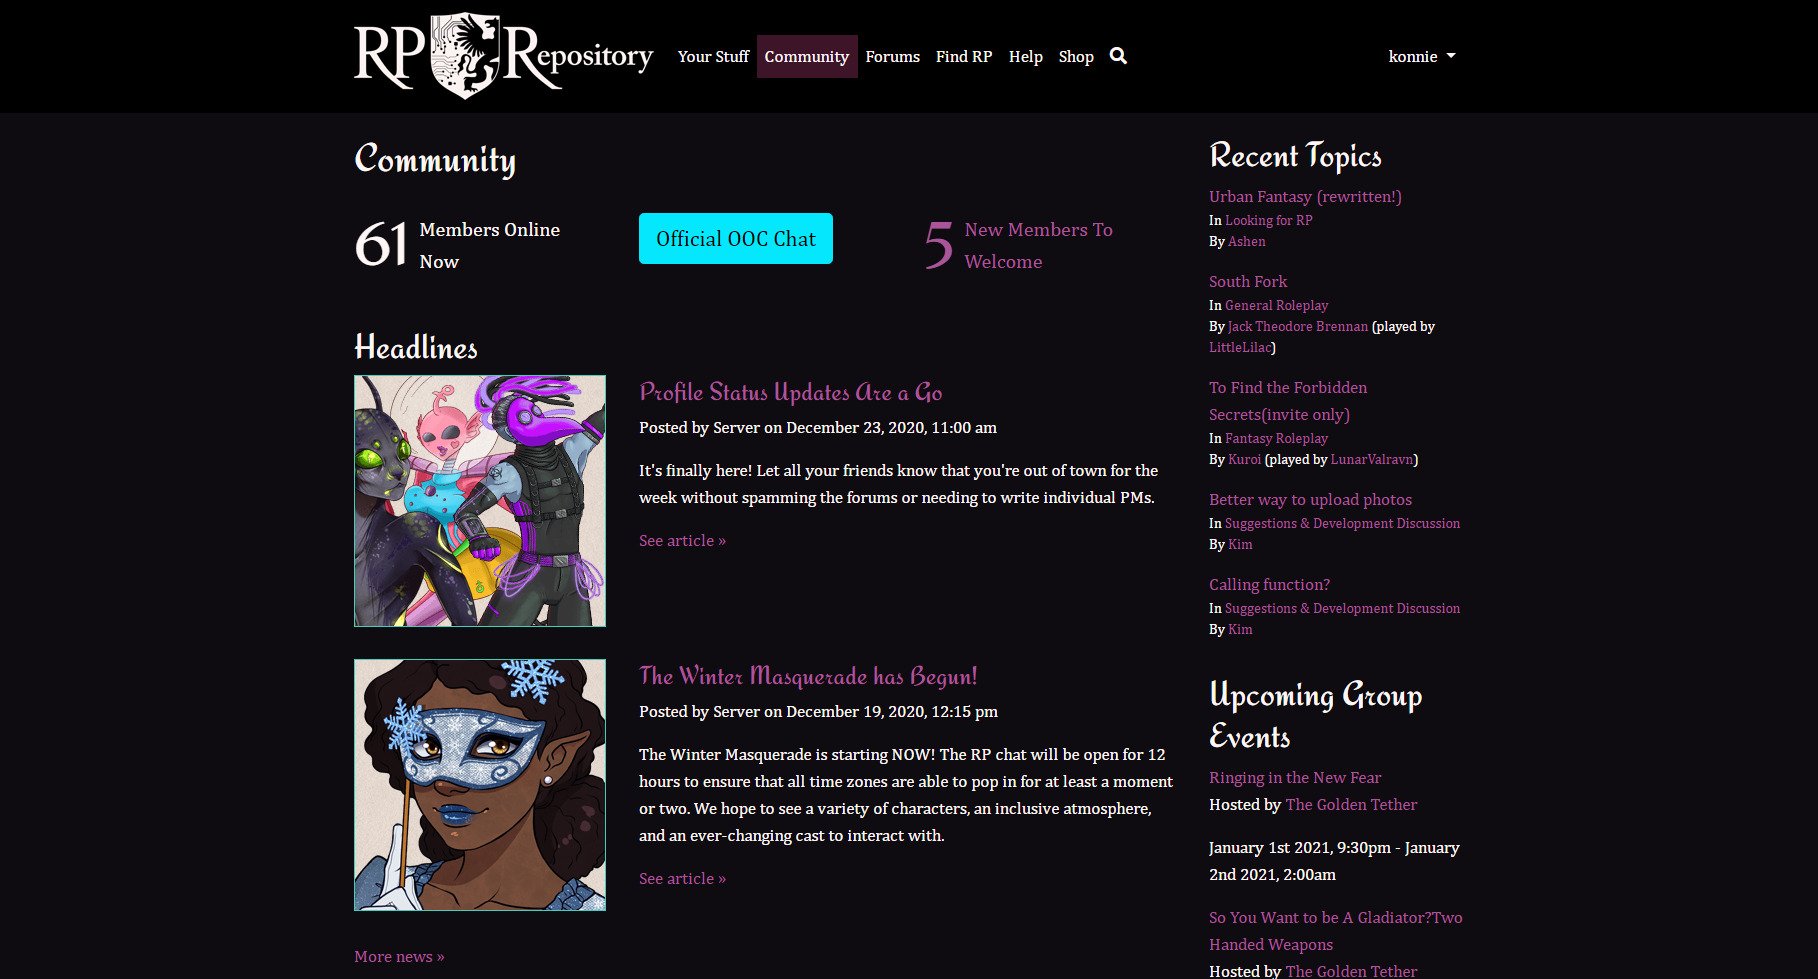 RP Repository
Your Stuff Community Forums Find RP Help Shop
konnie
Community
61 Members Online
Now
Official OOC Chat
5 New Members To
Welcome
Headlines
Profile Status Updates Are a Go
Posted by Server on December 23, 2020, 11:00 am
It's finally here! Let all your friends know that you're out of town for the
week without spamming the forums or needing to write individual PMs.
See article »
The Winter Masquerade has Begun!
Posted by Server on December 19, 2020, 12:15 pm
The Winter Masquerade is starting NOW! The RP chat will be open for 12
hours to ensure that all time zones are able to pop in for at least a moment
or two. We hope to see a variety of characters, an inclusive atmosphere,
and an ever-changing cast to interact with.
See article »
More news »
Recent Topics
Urban Fantasy (rewritten!)
In Looking for RP
By Ashen
South Fork
In General Roleplay
By Jack Theodore Brennan (played by
LittleLilac)
To Find the Forbidden
Secrets(invite only)
In Fantasy Roleplay
By Kuroi (played by LunarValravn)
Better way to upload photos
In Suggestions & Development Discussion
By Kim
Calling function?
In Suggestions & Development Discussion
By Kim
Upcoming Group
Events
Ringing in the New Fear
Hosted by The Golden Tether
January 1st 2021, 9:30pm - January
2nd 2021, 2:00am
So You Want to be A Gladiator?Two
Handed Weapons
Hosted by The Golden Tether